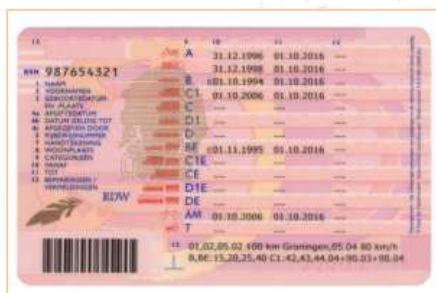 13
9 10 11 12
A 31.12.1996 01.10.2016
31.12.1998 01.10.2016
BSN 987654321
B 01.10.1994 01.10.2016
C1 01.10.2006 01.10.2016
C
D1
D
BE 01.11.1995 01.10.2016
C1E
CE
D1E
DE
AM 01.10.2006 01.10.2016
T
1 NAAM
2 VOORNAMEN
3 GEBOORTEDATUM
EN -PLAATS
4a AFGIFTEDATUM
4b DATUM GELDIG TOT
4c AFGEGEVEN DOOR
5 RIJBEWIJSNUMMER
7 HANDTEKENING
8 WOONPLAATS
9 CATEGORIEËN
10 VANAF
11 TOT
12 BEPERKINGEN /
VERMELDINGEN
RDW
12 01,02,05.02 100 km Groningen,05.04 80 km/h
B,BE:15,20,25,40 C1:42,43,44.04+90.03+98.04